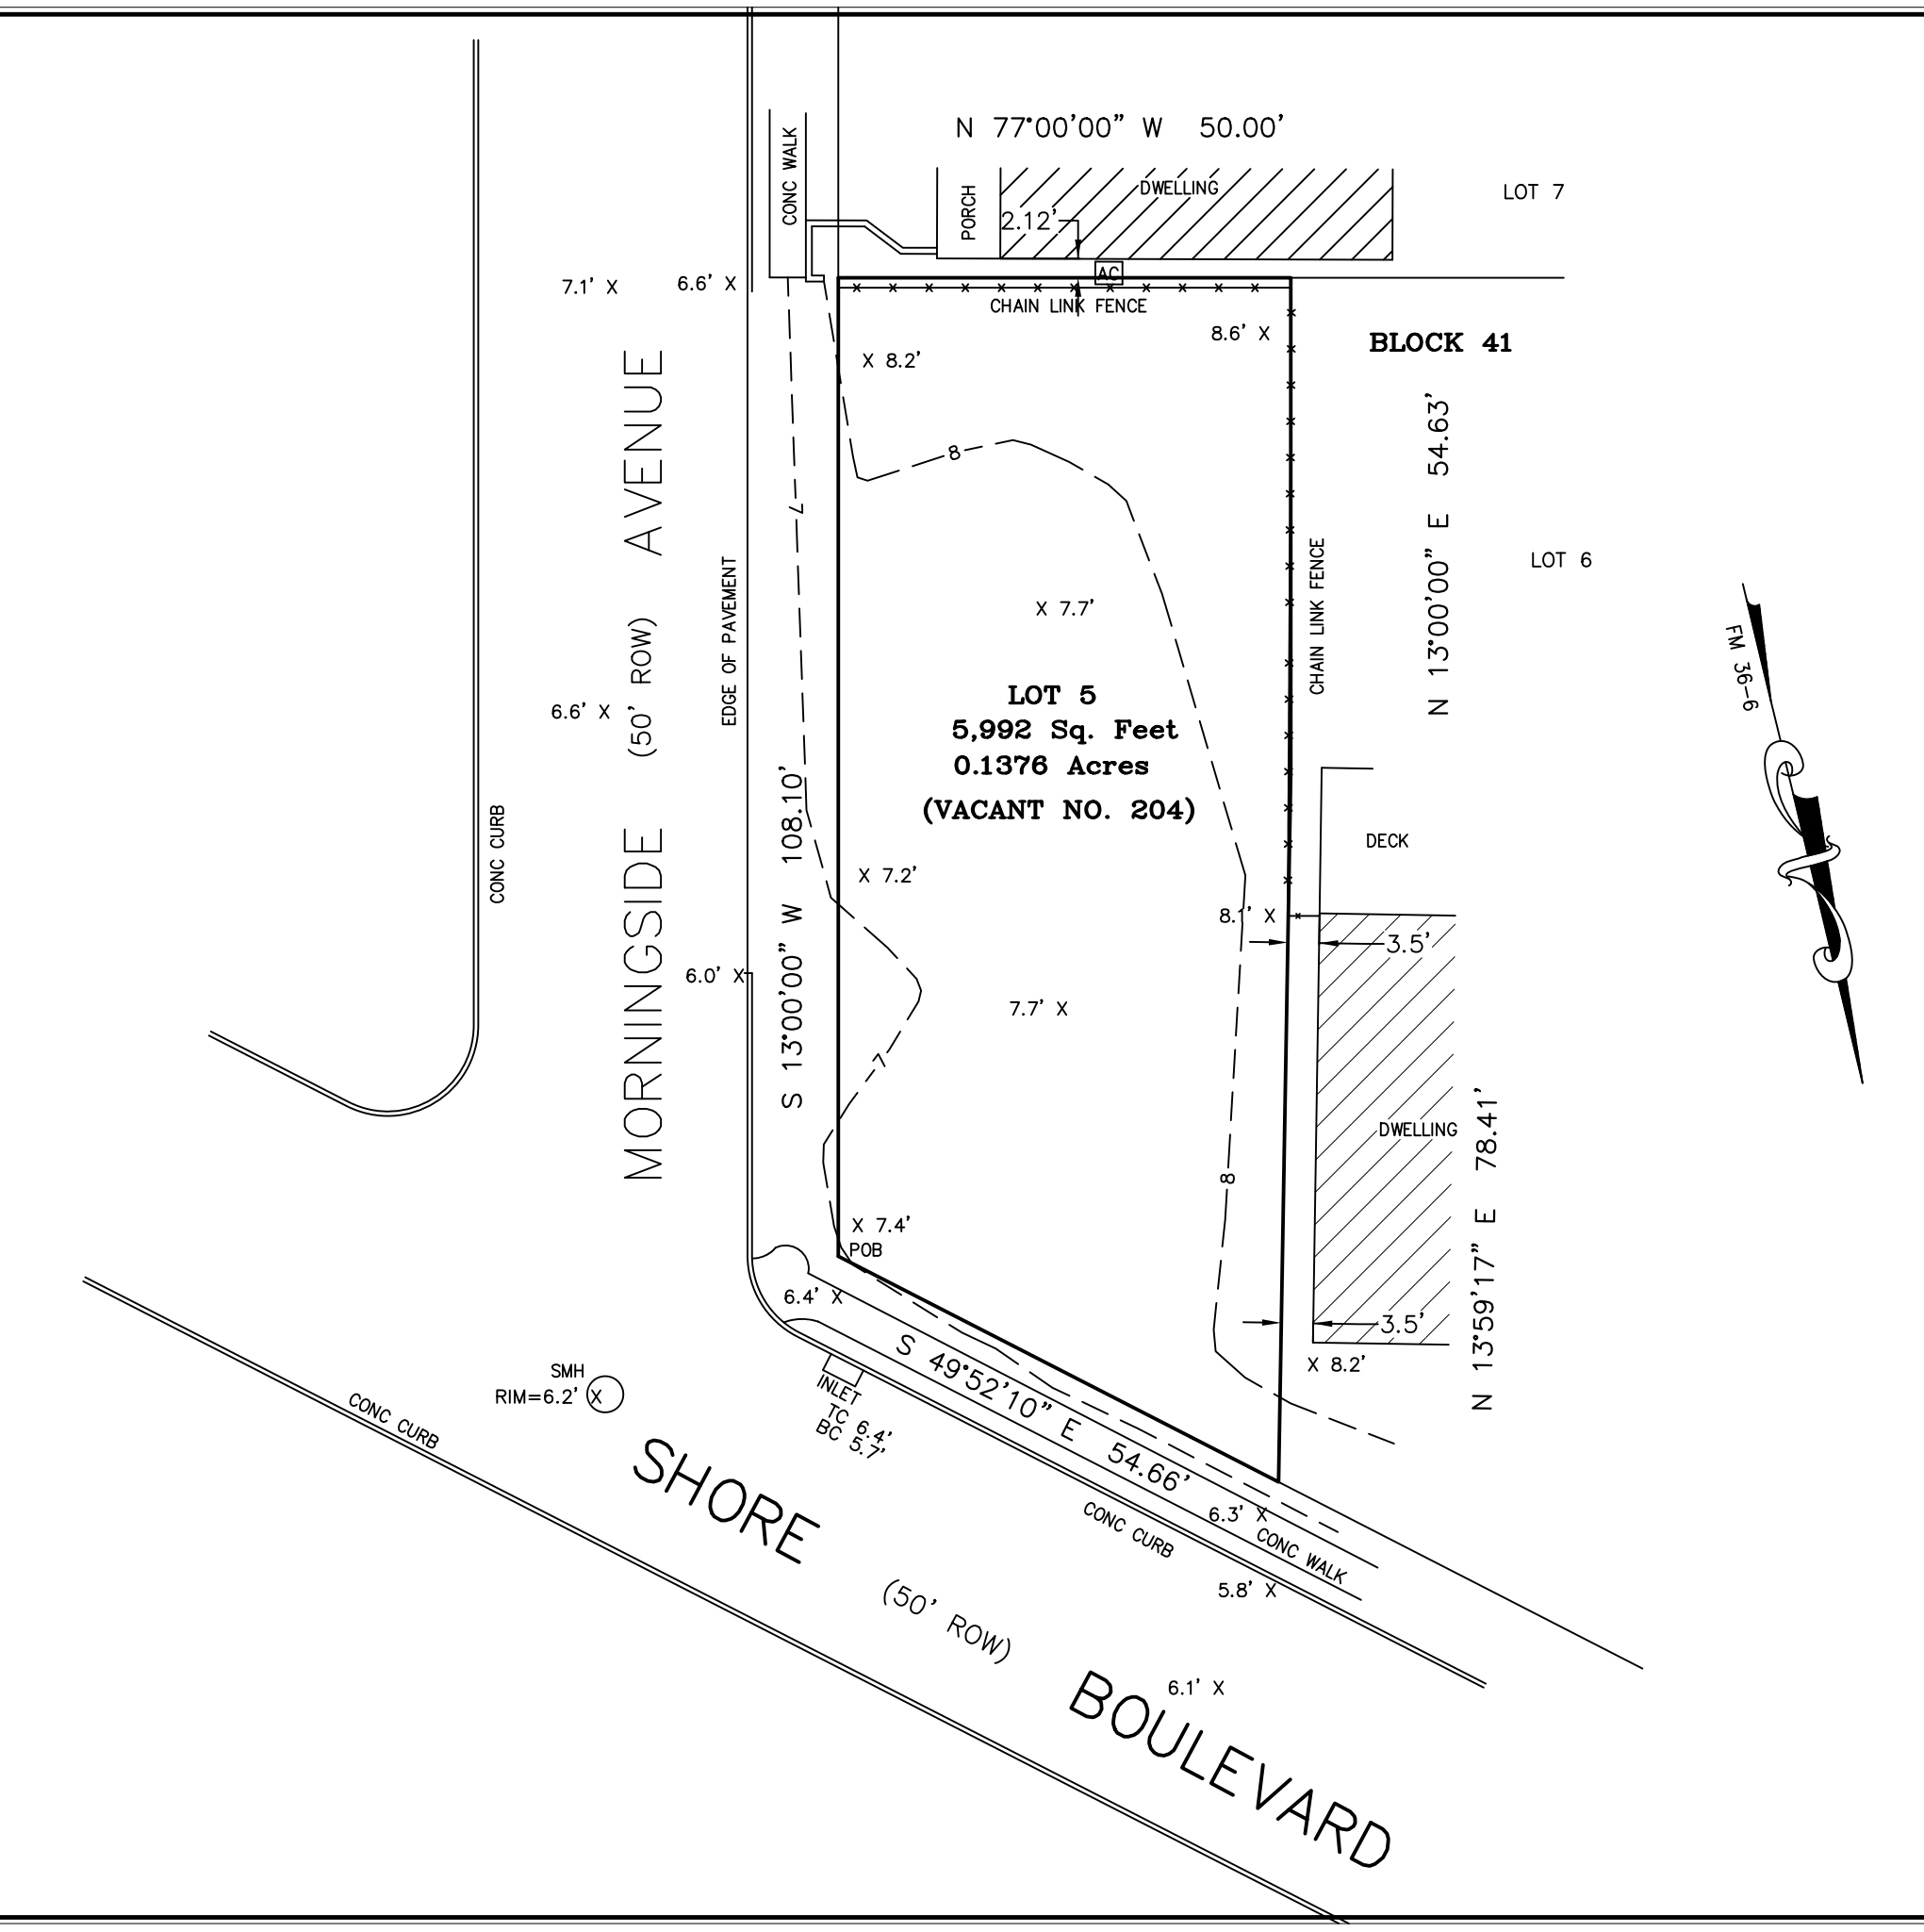 N 77°00'00" W 50.00'
CONC WALK
PORCH
DWELLING
2.12'
LOT 7
7.1' X
6.6' X
AC
CHAIN LINK FENCE
8.6' X
BLOCK 41
X 8.2'
MORNINGSIDE (50' ROW) AVENUE
8
7
N 13°00'00" E 54.63'
CHAIN LINK FENCE
LOT 6
EDGE OF PAVEMENT
X 7.7'
FM 36-6
LOT 5
5,992 Sq. Feet
0.1376 Acres
(VACANT NO. 204)
6.6' X
S 13°00'00" W 108.10'
CONC CURB
DECK
X 7.2'
8.1' X
3.5'
6.0' X
7.7' X
7
DWELLING
8
N 13°59'17" E 78.41'
X 7.4'
POB
6.4' X
3.5'
X 8.2'
S 49°52'10" E 54.66'
SMH
RIM=6.2' X
INLET
TC 6.4'
BC 5.7'
CONC CURB
CONC CURB
6.3' X
CONC WALK
5.8' X
SHORE (50' ROW) BOULEVARD
6.1' X